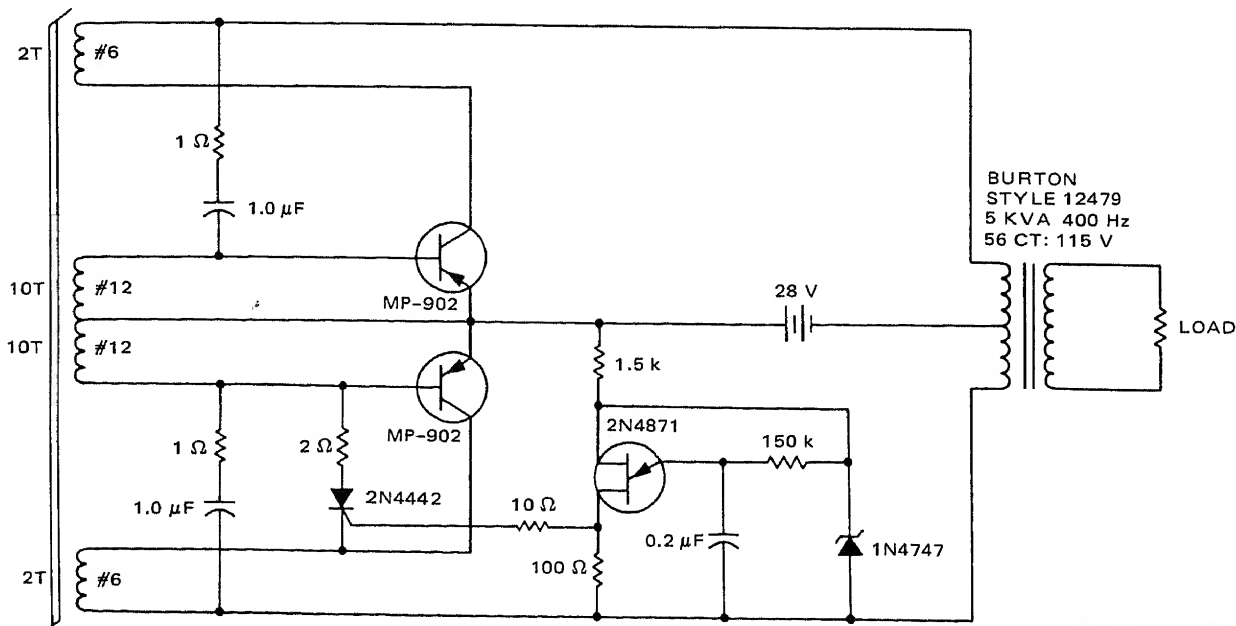 2T
#6
1 Ω
1.0 µF
BURTON
STYLE 12479
5 KVA 400 Hz
56 CT: 115 V
10T
#12
MP-902
28 V
10T
#12
LOAD
1.5 k
MP-902
2N4871
1 Ω
2 Ω
150 k
2N4442
10 Ω
1.0 µF
0.2 µF
1N4747
100 Ω
2T
#6